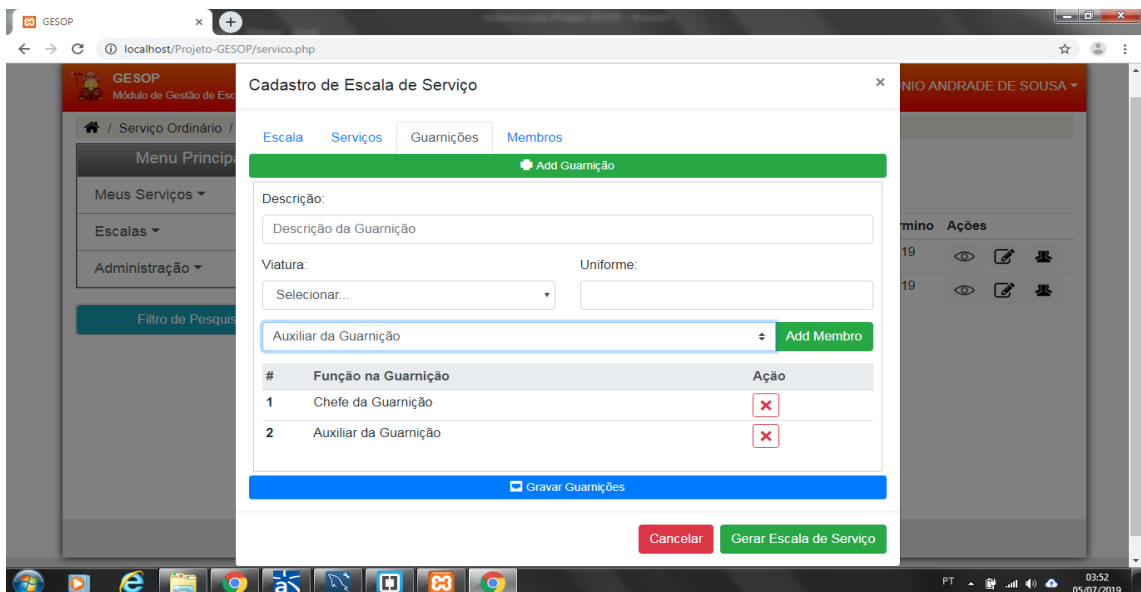 GESOP
localhost/Projeto-GESOP/servico.php
GESOP
Módulo de Gestão de Esc
NIO ANDRADE DE SOUSA
/ Serviço Ordinário /
Menu Princip
Meus Serviços
Escalas
Administração
Filtro de Pesquis
Cadastro de Escala de Serviço
×
Escala Serviços Guarnições Membros
Add Guarnição
Descrição:
Descrição da Guarnição
Viatura: Uniforme:
Selecionar...
Auxiliar da Guarnição Add Membro
# Função na Guarnição Ação
1 Chefe da Guarnição
2 Auxiliar da Guarnição
Gravar Guarnições
Cancelar Gerar Escala de Serviço
rmino Ações
19
19
PT
03:52
05/07/2019